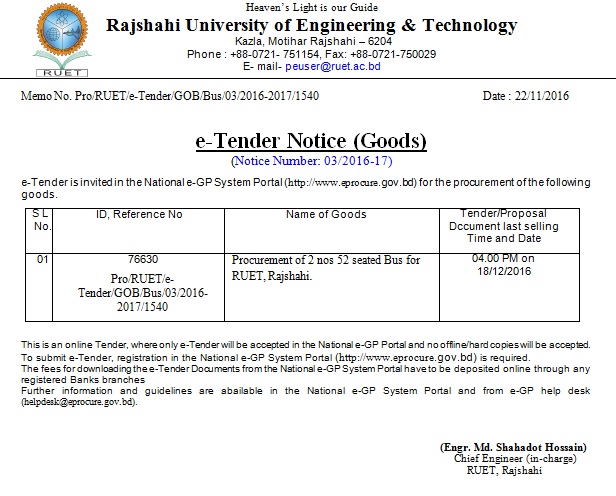 Heaven's Light is our Guide
Rajshahi University of Engineering & Technology
Kazla, Motihar Rajshahi – 6204
Phone : +88-0721- 751154, Fax: +88-0721-750029
E- mail- peuser@ruet.ac.bd
RUET
Memo No. Pro/RUET/e-Tender/GOB/Bus/03/2016-2017/1540 Date : 22/11/2016
e-Tender Notice (Goods)
(Notice Number: 03/2016-17)
e-Tender is invited in the National e-GP System Portal (http://www.eprocure.gov.bd) for the procurement of the following
goods.
S L No. ID, Reference No Name of Goods Tender/Proposal Dccument last selling Time and Date
01 76630 Procurement of 2 nos 52 seated Bus for 04.00 PM on
Pro/RUET/e- RUET, Rajshahi. 18/12/2016
Tender/GOB/Bus/03/2016-
2017/1540
This is an online Tender, where only e-Tender will be accepted in the National e-GP Portal and no offline/hard copies will be accepted.
To submit e-Tender, registration in the National e-GP System Portal (http://www.eprocure.gov.bd) is required.
The fees for downloading the e-Tender Documents from the National e-GP System Portal have to be deposited online through any
registered Banks branches
Further information and guidelines are abailable in the National e-GP System Portal and from e-GP help desk
(helpdesk@eprocure.gov.bd).
(Engr. Md. Shahadot Hossain)
Chief Engineer (in-charge)
RUET, Rajshahi